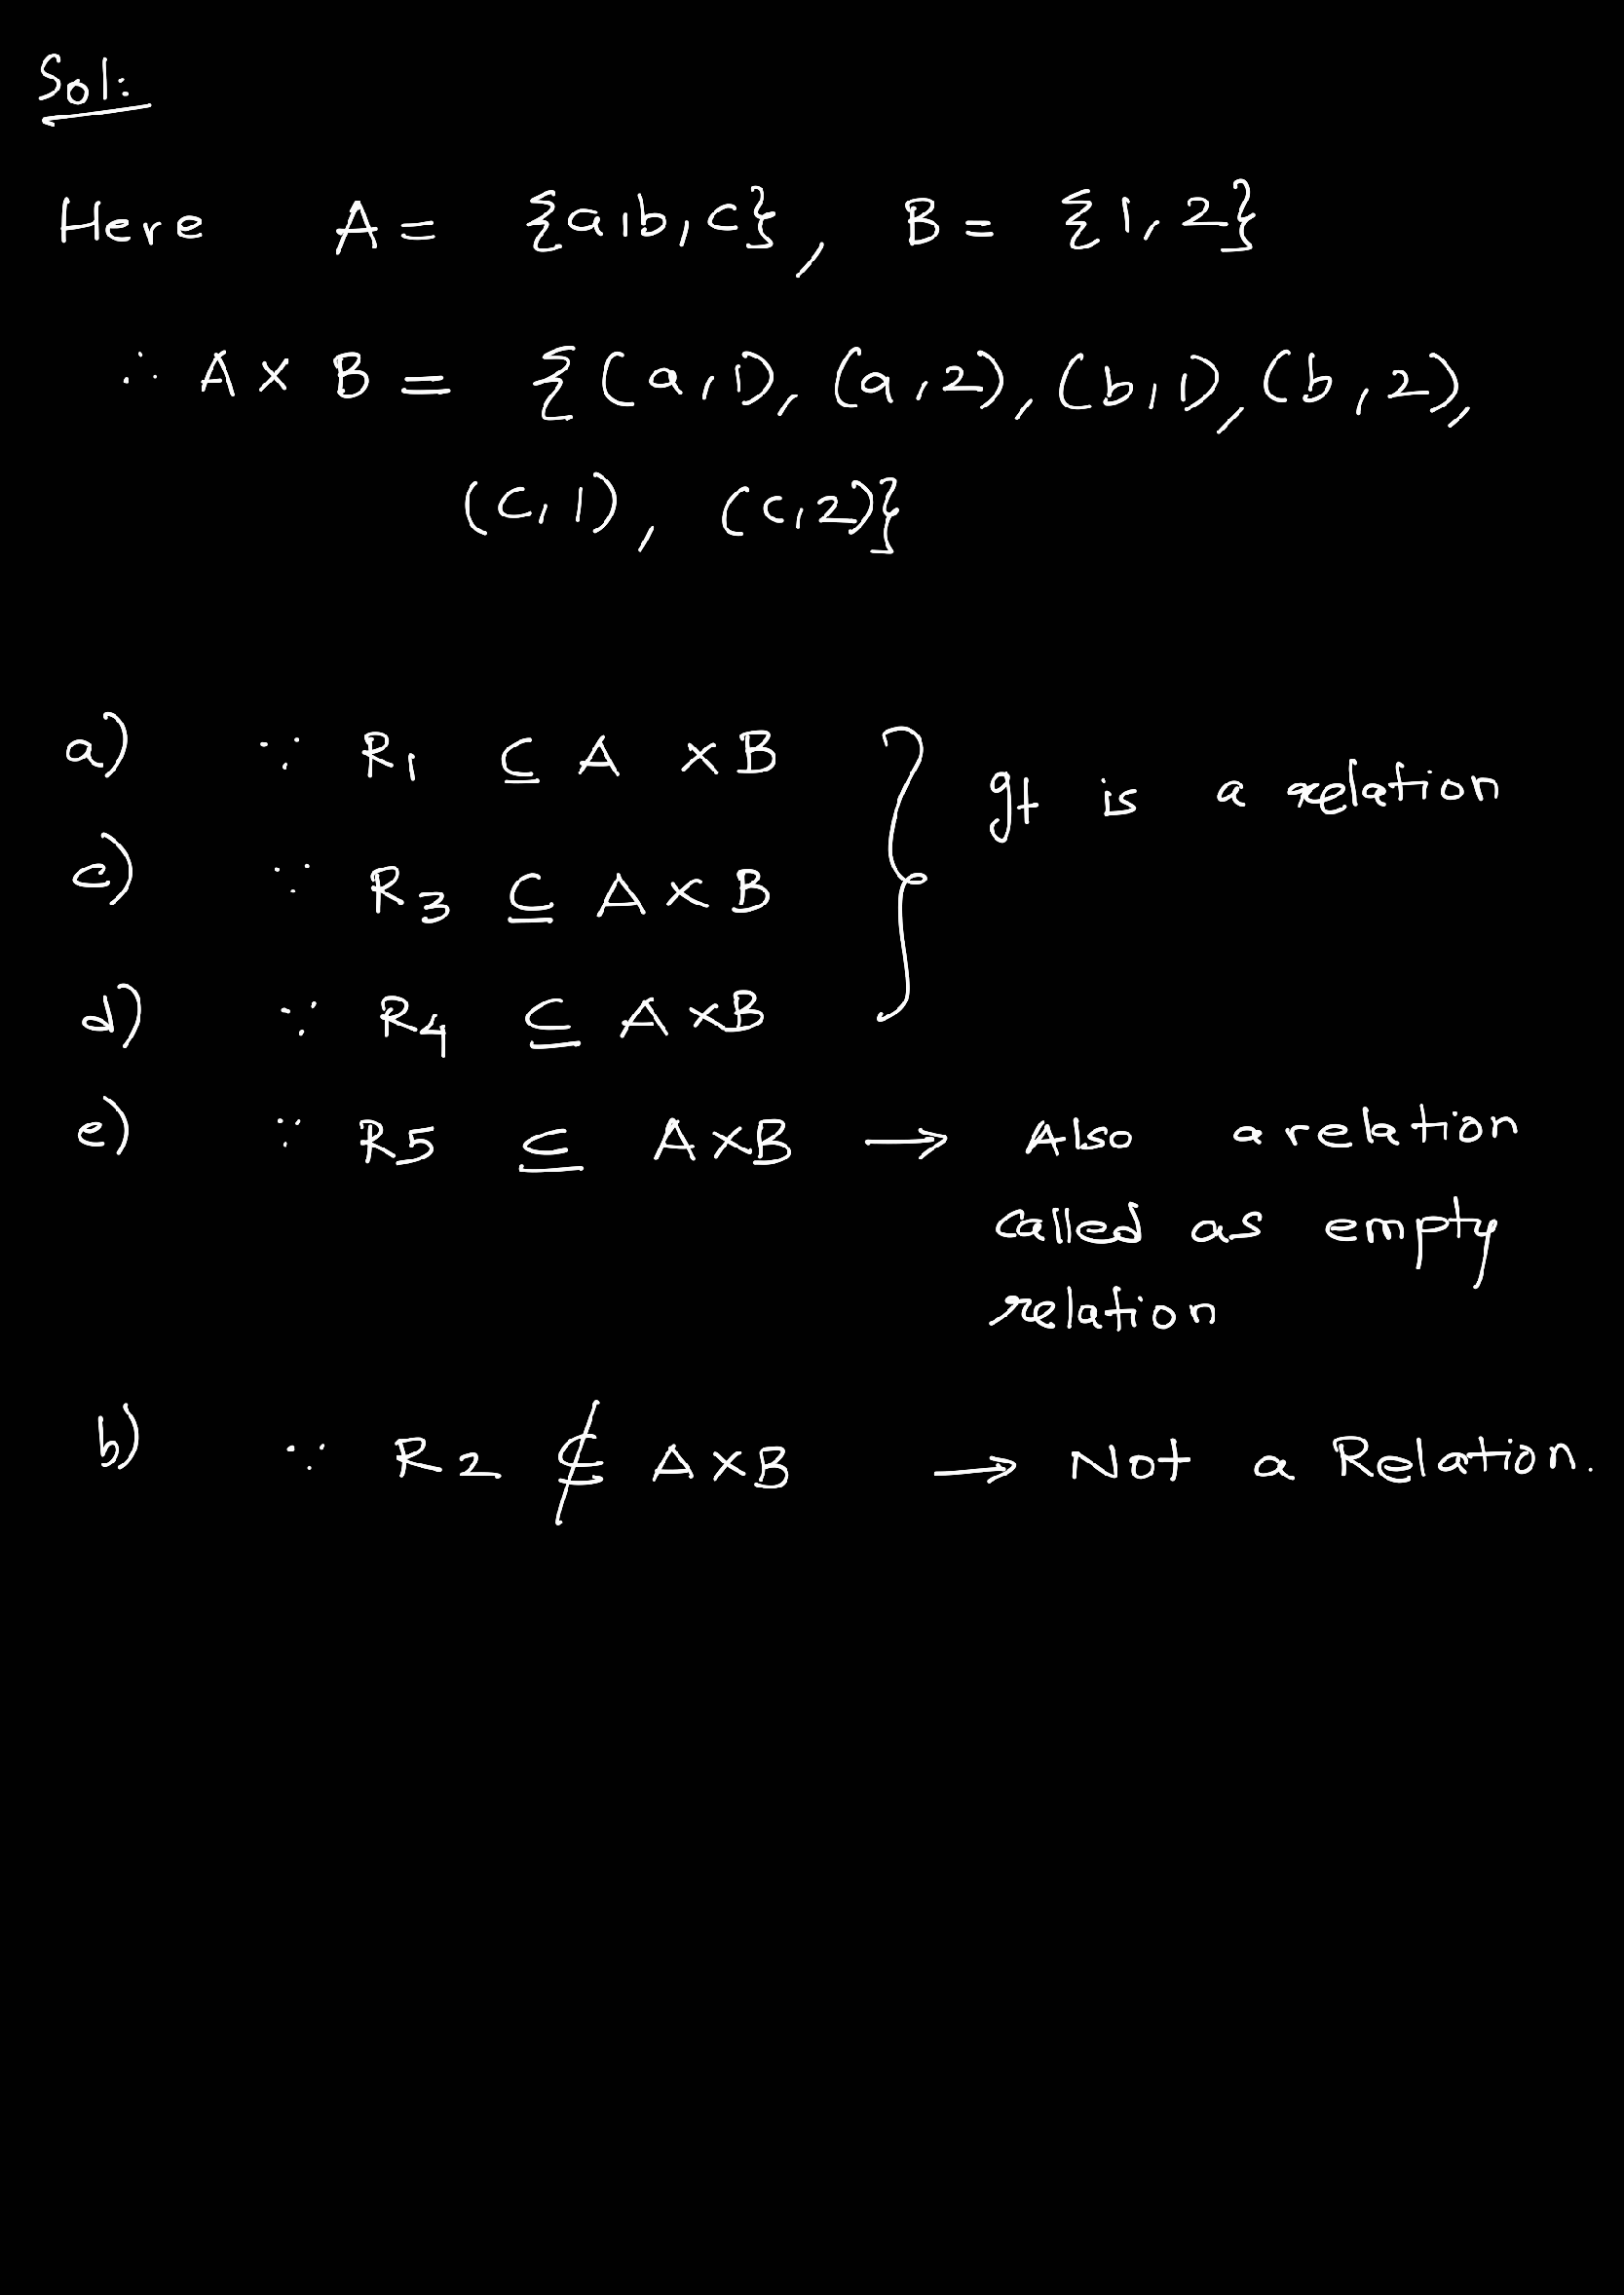 Sol:
Here A = {a,b,c}, B = {1,2}
∴ A × B = {(a,1), (a,2), (b,1), (b,2),
(c,1), (c,2)}
a) ∵ R1 ⊆ A × B
It is a relation
c) ∵ R3 ⊆ A × B
d) ∵ R4 ⊆ A × B
e) ∵ R5 ⊆ A×B → Also a relation
called as empty
relation
b) ∵ R2 ⊈ A×B → Not a Relation.